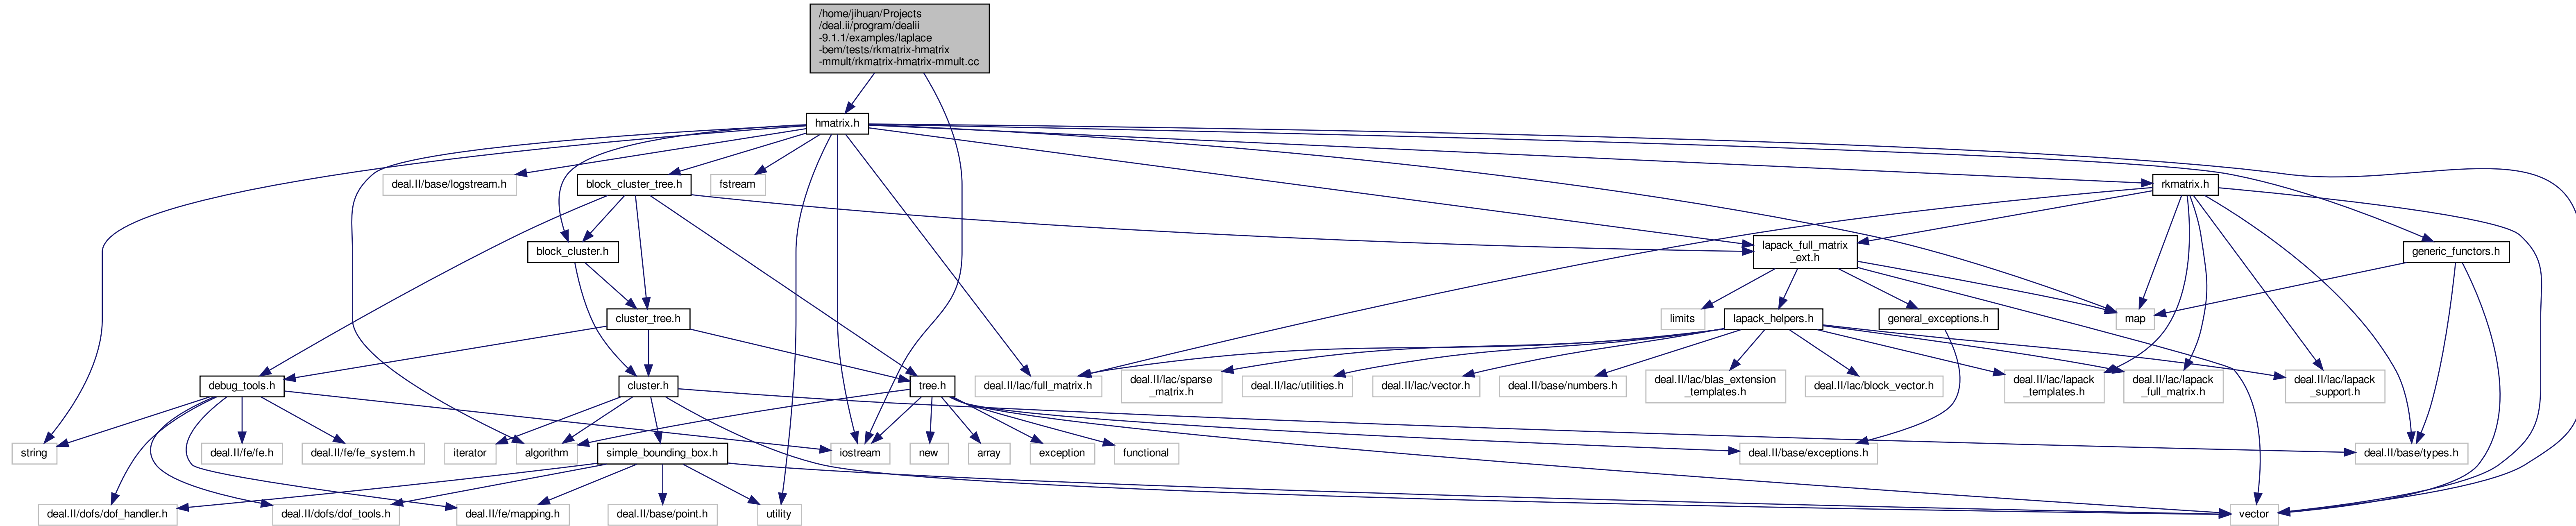 /home/jihuan/Projects
/deal.ii/program/dealii
-9.1.1/examples/laplace
-bem/tests/rkmatrix-hmatrix
-mmult/rkmatrix-hmatrix-mmult.cc
hmatrix.h
deal.II/base/logstream.h
block_cluster_tree.h
fstream
rkmatrix.h
block_cluster.h
lapack_full_matrix
_ext.h
generic_functors.h
cluster_tree.h
limits
lapack_helpers.h
general_exceptions.h
map
debug_tools.h
cluster.h
tree.h
deal.II/lac/full_matrix.h
deal.II/lac/sparse
_matrix.h
deal.II/lac/utilities.h
deal.II/lac/vector.h
deal.II/base/numbers.h
deal.II/lac/blas_extension
_templates.h
deal.II/lac/block_vector.h
deal.II/lac/lapack
_templates.h
deal.II/lac/lapack
_full_matrix.h
deal.II/lac/lapack
_support.h
string
deal.II/fe/fe.h
deal.II/fe/fe_system.h
iterator
algorithm
simple_bounding_box.h
iostream
new
array
exception
functional
deal.II/base/exceptions.h
deal.II/base/types.h
deal.II/dofs/dof_handler.h
deal.II/dofs/dof_tools.h
deal.II/fe/mapping.h
deal.II/base/point.h
utility
vector